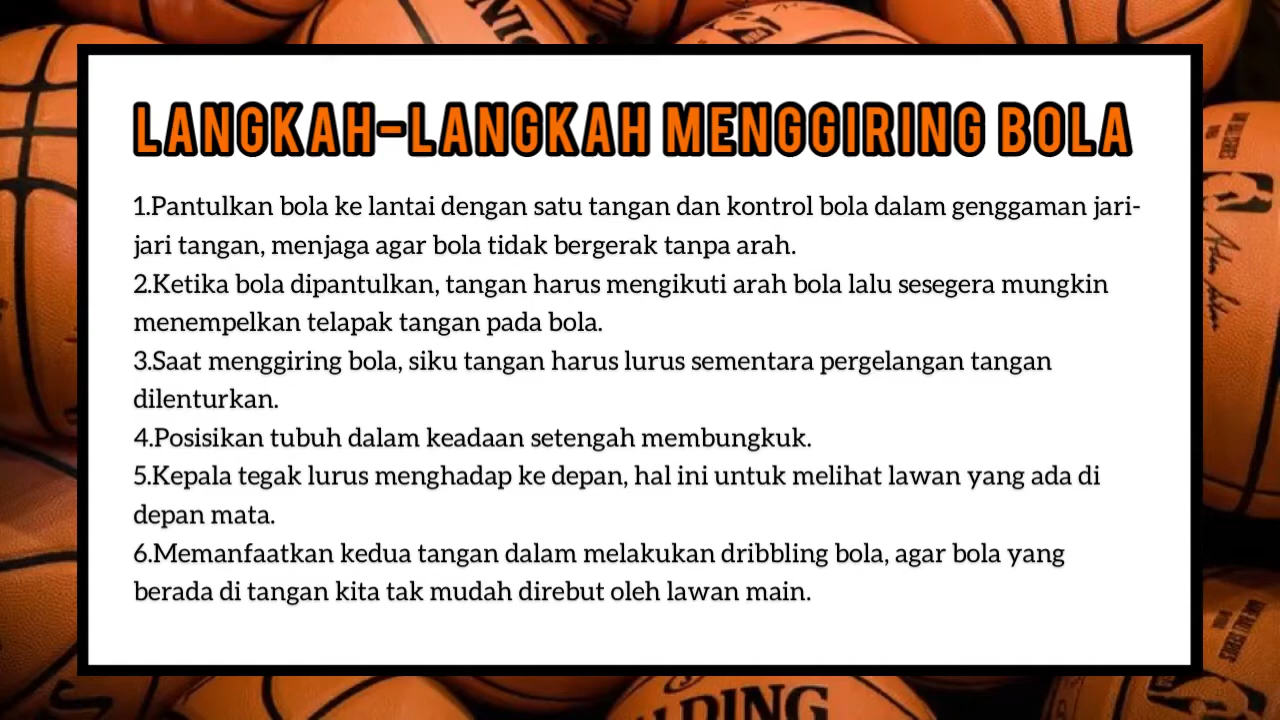 LANGKAH-LANGKAH MENGGIRING BOLA
1.Pantulkan bola ke lantai dengan satu tangan dan kontrol bola dalam genggaman jari-
jari tangan, menjaga agar bola tidak bergerak tanpa arah.
2.Ketika bola dipantulkan, tangan harus mengikuti arah bola lalu sesegera mungkin
menempelkan telapak tangan pada bola.
3.Saat menggiring bola, siku tangan harus lurus sementara pergelangan tangan
dilenturkan.
4.Posisikan tubuh dalam keadaan setengah membungkuk.
5.Kepala tegak lurus menghadap ke depan, hal ini untuk melihat lawan yang ada di
depan mata.
6.Memanfaatkan kedua tangan dalam melakukan dribbling bola, agar bola yang
berada di tangan kita tak mudah direbut oleh lawan main.